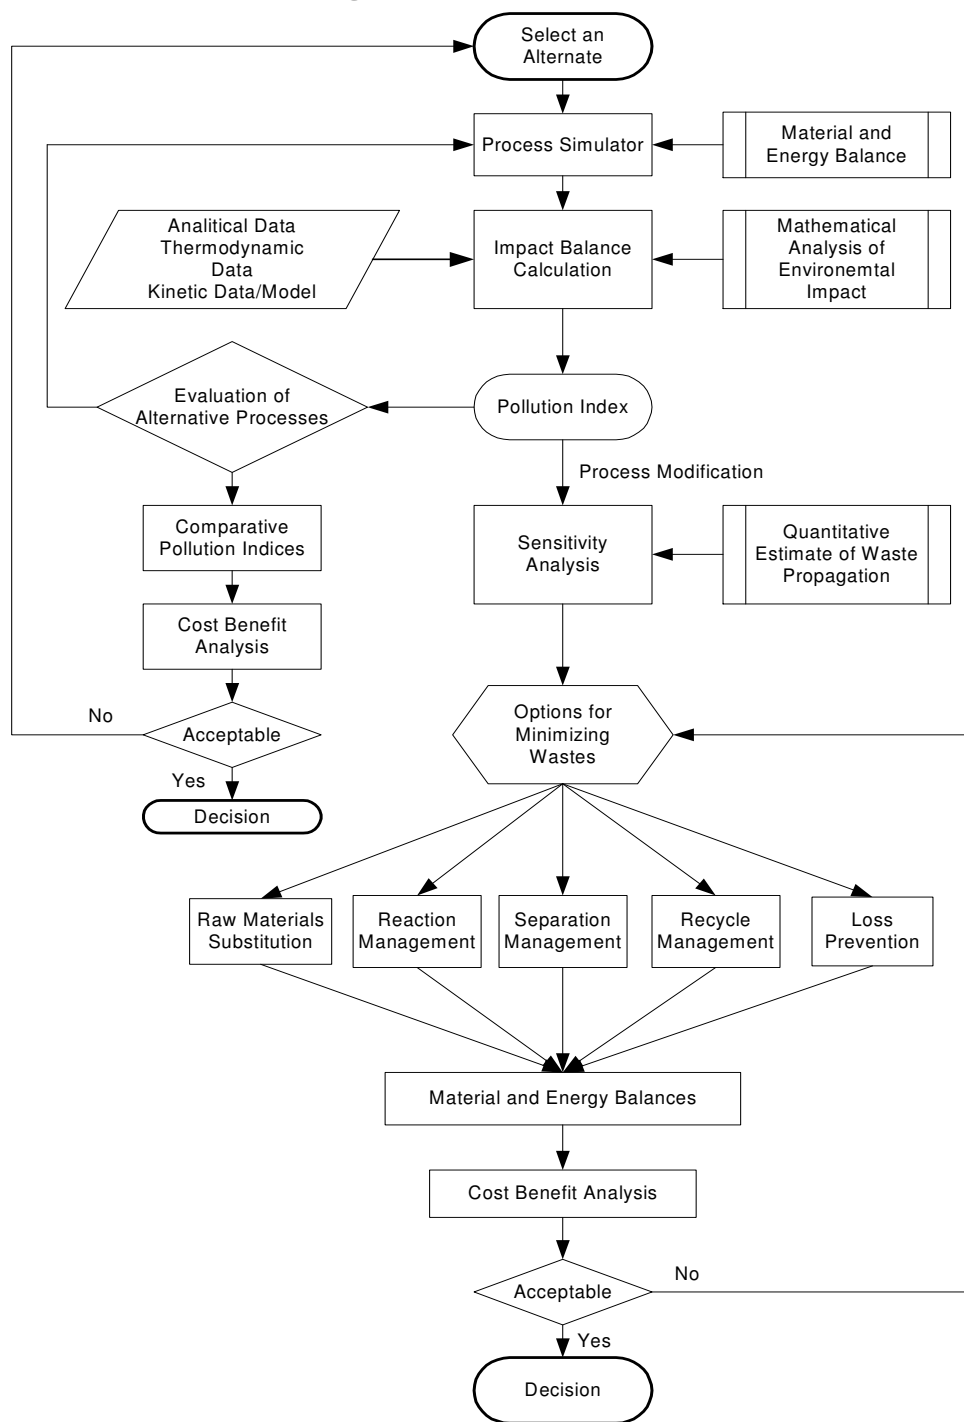 Select an
Alternate
Process Simulator
Material and
Energy Balance
Analitical Data
Thermodynamic
Data
Kinetic Data/Model
Impact Balance
Calculation
Mathematical
Analysis of
Environemtal
Impact
Evaluation of
Alternative Processes
Pollution Index
Process Modification
Comparative
Pollution Indices
Sensitivity
Analysis
Quantitative
Estimate of Waste
Propagation
Cost Benefit
Analysis
No
Acceptable
Yes
Decision
Options for
Minimizing
Wastes
Raw Materials
Substitution
Reaction
Management
Separation
Management
Recycle
Management
Loss
Prevention
Material and Energy Balances
Cost Benefit Analysis
Acceptable
No
Yes
Decision